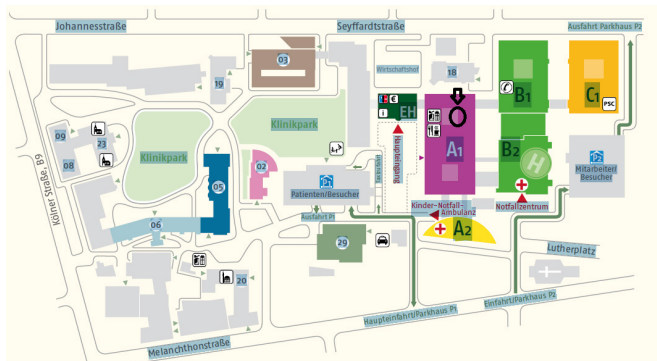 Johannesstraße
Seyffardtstraße
Ausfahrt Parkhaus P2
03
Wirtschaftshof
18
19
B1
C1
PSC
€
i
EH
09
23
08
Klinikpark
Klinikpark
A1
B2
Haupteingang
02
P1
Patienten/Besucher
P2
Mitarbeiter/
Besucher
H
05
Kölner Straße, B9
Kinder-Notfall-
Ambulanz
Notfallzentrum
Ausfahrt P1
06
A2
29
Lutherplatz
20
Haupteinfahrt/Parkhaus P1
Einfahrt/Parkhaus P2
Melanchthonstraße